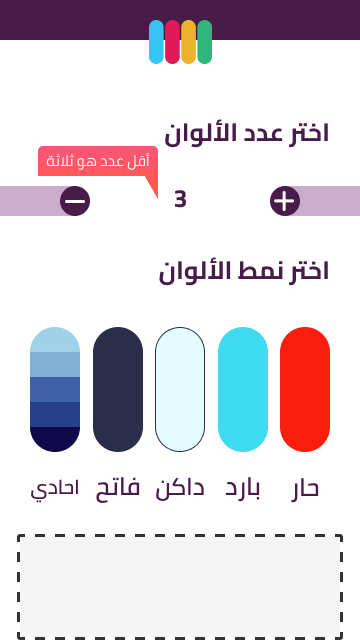 اختر عدد الألوان
أقل عدد هو ثلاثة
3
اختر نمط الألوان
حار
بارد
داكن
فاتح
احادي